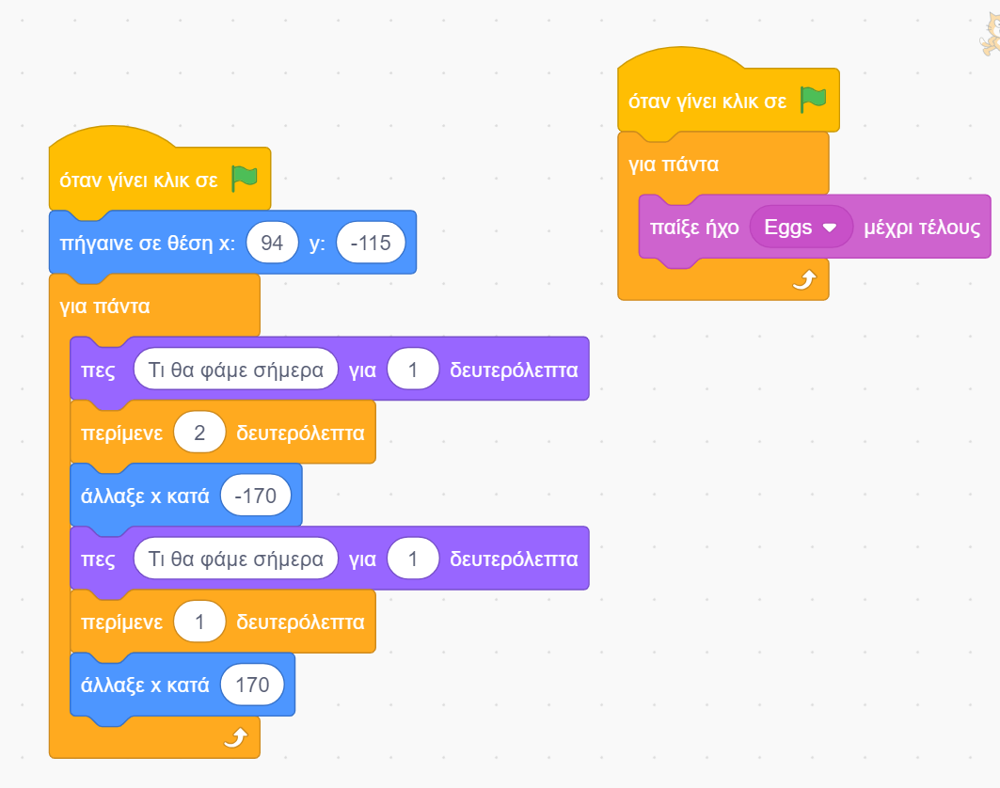 όταν γίνει κλικ σε
πήγαινε σε θέση x: 94 y: -115
για πάντα
πες Τι θα φάμε σήμερα για 1 δευτερόλεπτα
περίμενε 2 δευτερόλεπτα
άλλαξε x κατά -170
πες Τι θα φάμε σήμερα για 1 δευτερόλεπτα
περίμενε 1 δευτερόλεπτα
άλλαξε x κατά 170
όταν γίνει κλικ σε
για πάντα
παίξε ήχο Eggs μέχρι τέλους